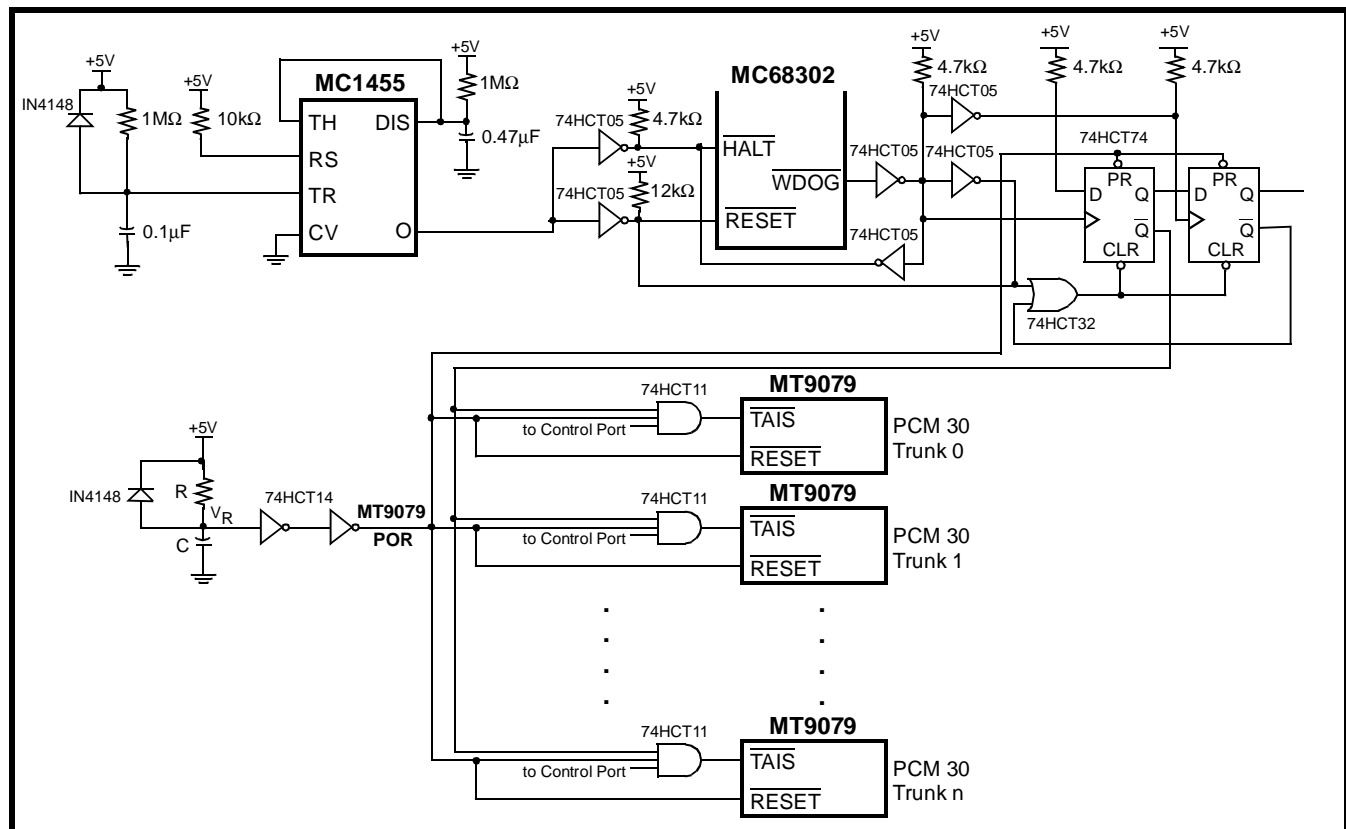 +5V
IN4148
1MΩ
+5V
10kΩ
0.1µF
MC1455
TH
DIS
RS
TR
CV
O
+5V
1MΩ
0.47µF
74HCT05
+5V
4.7kΩ
74HCT05
+5V
12kΩ
MC68302
HALT
WDOG
RESET
74HCT05
74HCT05
74HCT05
74HCT05
+5V
4.7kΩ
+5V
4.7kΩ
+5V
4.7kΩ
74HCT74
PR
D
Q
Q
CLR
PR
D
Q
Q
CLR
74HCT32
+5V
IN4148
R
VR
C
74HCT14
MT9079
POR
74HCT11
to Control Port
MT9079
TAIS
RESET
PCM 30
Trunk 0
74HCT11
to Control Port
MT9079
TAIS
RESET
PCM 30
Trunk 1
74HCT11
to Control Port
MT9079
TAIS
RESET
PCM 30
Trunk n